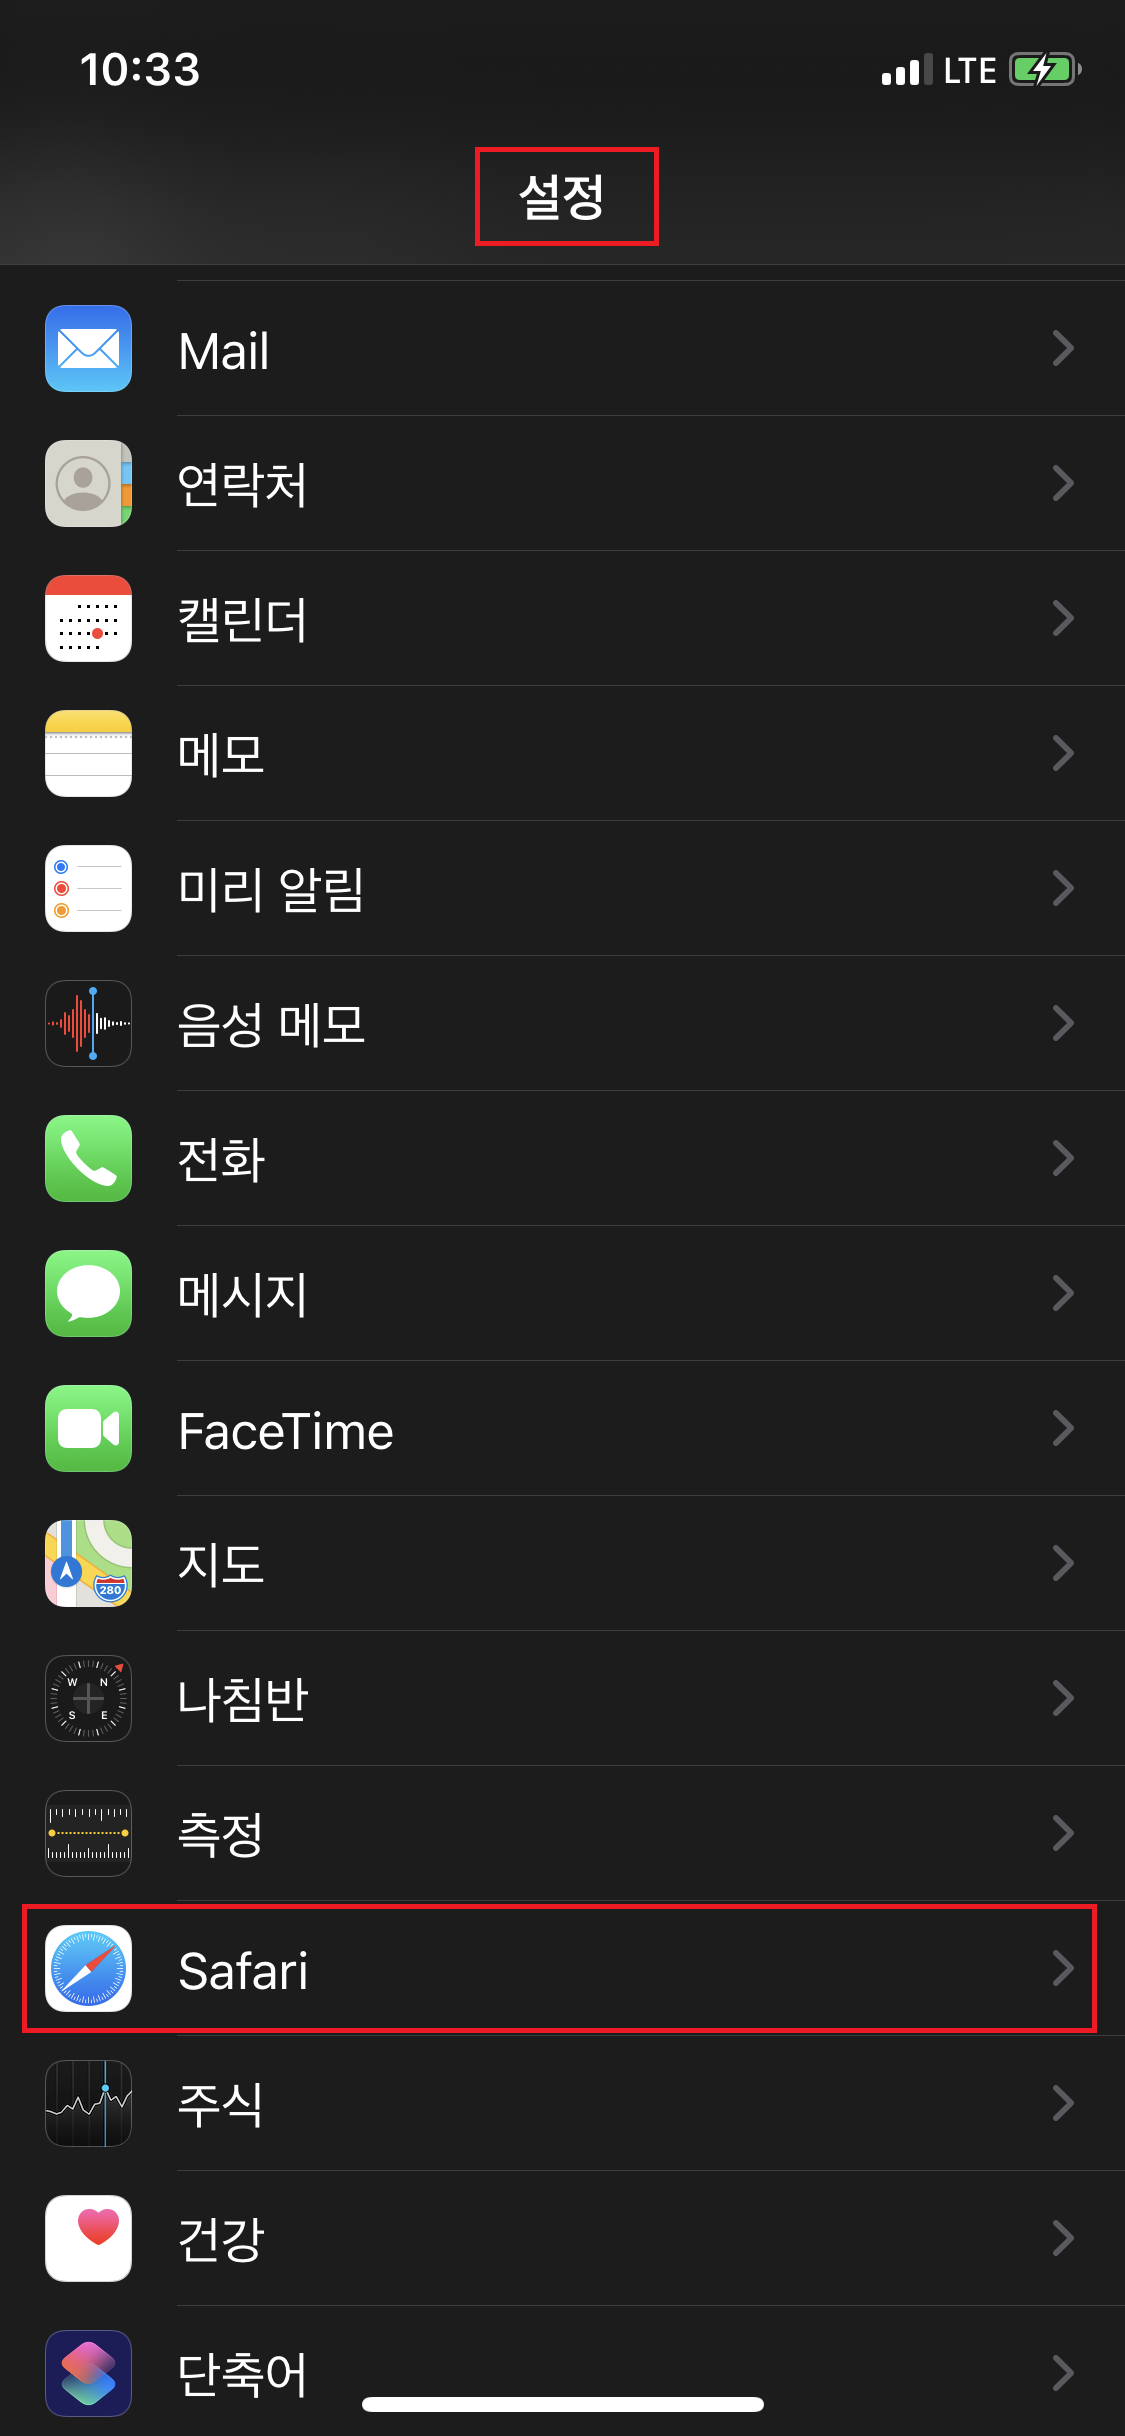 10:33
LTE
설정
Mail
연락처
캘린더
메모
미리 알림
음성 메모
전화
메시지
FaceTime
지도
280
나침반
W N
S E
측정
Safari
주식
건강
단축어